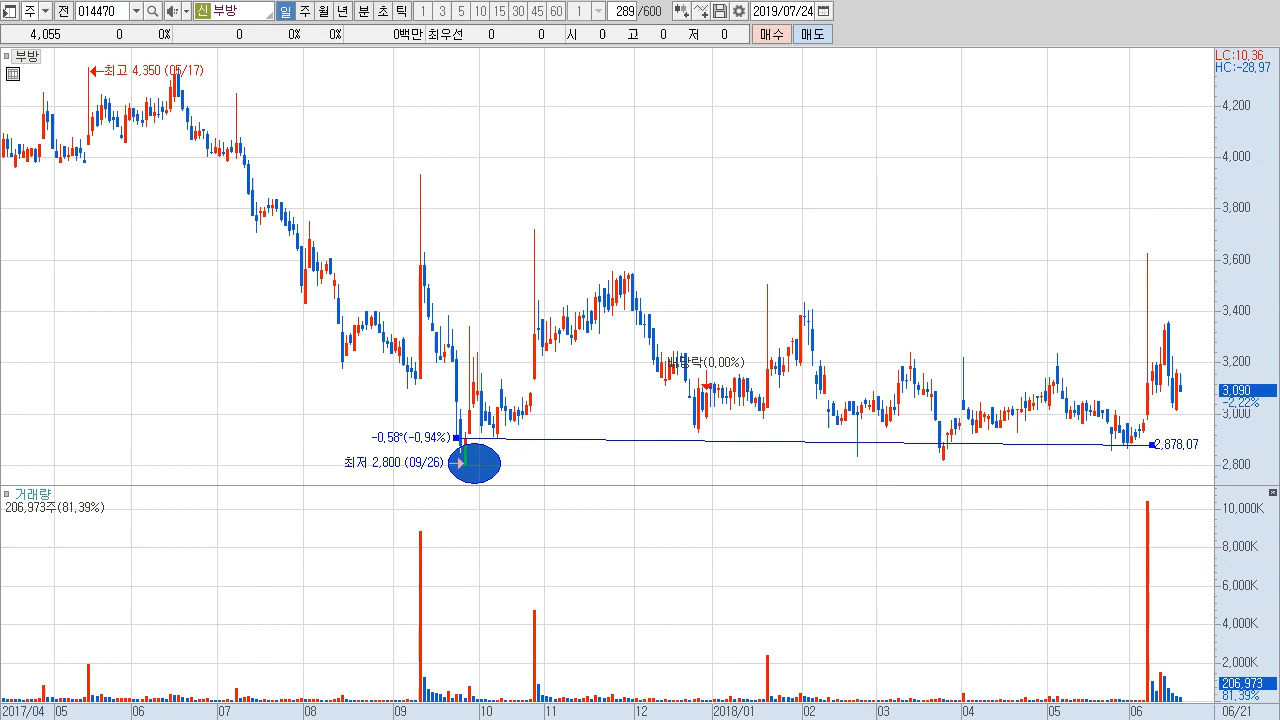 주 전 014470 신 부방 일 주 월 년 분 초 틱 1 3 5 10 15 30 45 60 1 289 /600 2019/07/24
4,055 0 0% 0 0% 0% 0백만 최우선 0 0 시 0 고 0 저 0 매수 매도
부방
LC:10,36
HC:-28,97
최고 4,350 (05/17)
4,200
4,000
3,800
3,600
3,400
3,200
배당락(0,00%)
3,090
3,000
-0,58°(-0,94%)
2,878,07
최저 2,800 (09/26)
2,800
거래량
206,973주(81,39%)
10,000K
8,000K
6,000K
4,000K
2,000K
206,973
81,39%
2017/04 05 06 07 08 09 10 11 12 2018/01 02 03 04 05 06 06/21